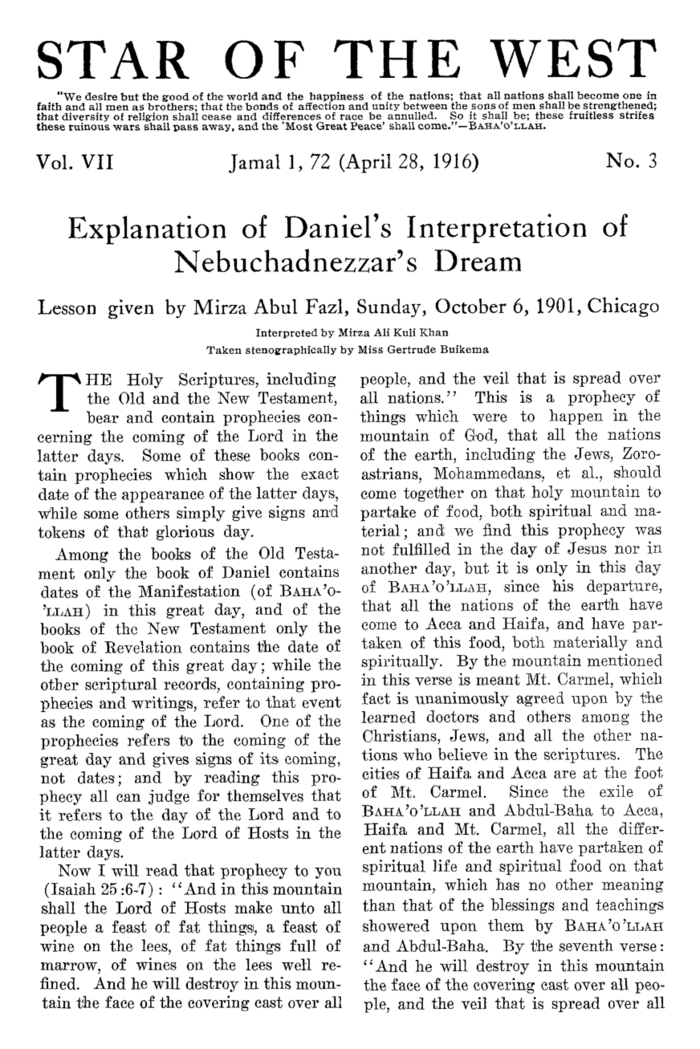 STAR OF THE WEST
"We desire but the good of the world and the happiness of the nations; that all nations shall become one in
faith and all men as brothers; that the bonds of affection and unity between the sons of men shall be strengthened;
that diversity of religion shall cease and differences of race be annulled. So it shall be; these fruitless strifes
these ruinous wars shall pass away, and the 'Most Great Peace' shall come."—BAHA'O'LLAH.
Vol. VII Jamal 1, 72 (April 28, 1916) No. 3
Explanation of Daniel's Interpretation of
Nebuchadnezzar's Dream
Lesson given by Mirza Abul Fazl, Sunday, October 6, 1901, Chicago
Interpreted by Mirza Ali Kuli Khan
Taken stenographically by Miss Gertrude Buikema
THE Holy Scriptures, including
the Old and the New Testament,
bear and contain prophecies con-
cerning the coming of the Lord in the
latter days. Some of these books con-
tain prophecies which show the exact
date of the appearance of the latter days,
while some others simply give signs and
tokens of that glorious day.
Among the books of the Old Testa-
ment only the book of Daniel contains
dates of the Manifestation (of BAHA'O-
'LLAH) in this great day, and of the
books of the New Testament only the
book of Revelation contains the date of
the coming of this great day; while the
other scriptural records, containing pro-
phecies and writings, refer to that event
as the coming of the Lord. One of the
prophecies refers to the coming of the
great day and gives signs of its coming,
not dates; and by reading this pro-
phecy all can judge for themselves that
it refers to the day of the Lord and to
the coming of the Lord of Hosts in the
latter days.
Now I will read that prophecy to you
(Isaiah 25:6-7): "And in this mountain
shall the Lord of Hosts make unto all
people a feast of fat things, a feast of
wine on the lees, of fat things full of
marrow, of wines on the lees well re-
fined. And he will destroy in this moun-
tain the face of the covering cast over all
people, and the veil that is spread over
all nations." This is a prophecy of
things which were to happen in the
mountain of God, that all the nations
of the earth, including the Jews, Zoro-
astrians, Mohammedans, et al., should
come together on that holy mountain to
partake of food, both spiritual and ma-
terial; and we find this prophecy was
not fulfilled in the day of Jesus nor in
another day, but it is only in this day
of BAHA'O'LLAH, since his departure,
that all the nations of the earth have
come to Acca and Haifa, and have par-
taken of this food, both materially and
spiritually. By the mountain mentioned
in this verse is meant Mt. Carmel, which
fact is unanimously agreed upon by the
learned doctors and others among the
Christians, Jews, and all the other na-
tions who believe in the scriptures. The
cities of Haifa and Acca are at the foot
of Mt. Carmel. Since the exile of
BAHA'O'LLAH and Abdul-Baha to Acca,
Haifa and Mt. Carmel, all the differ-
ent nations of the earth have partaken of
spiritual life and spiritual food on that
mountain, which has no other meaning
than that of the blessings and teachings
showered upon them by BAHA'O'LLAH
and Abdul-Baha. By the seventh verse:
"And he will destroy in this mountain
the face of the covering cast over all peo-
ple, and the veil that is spread over all